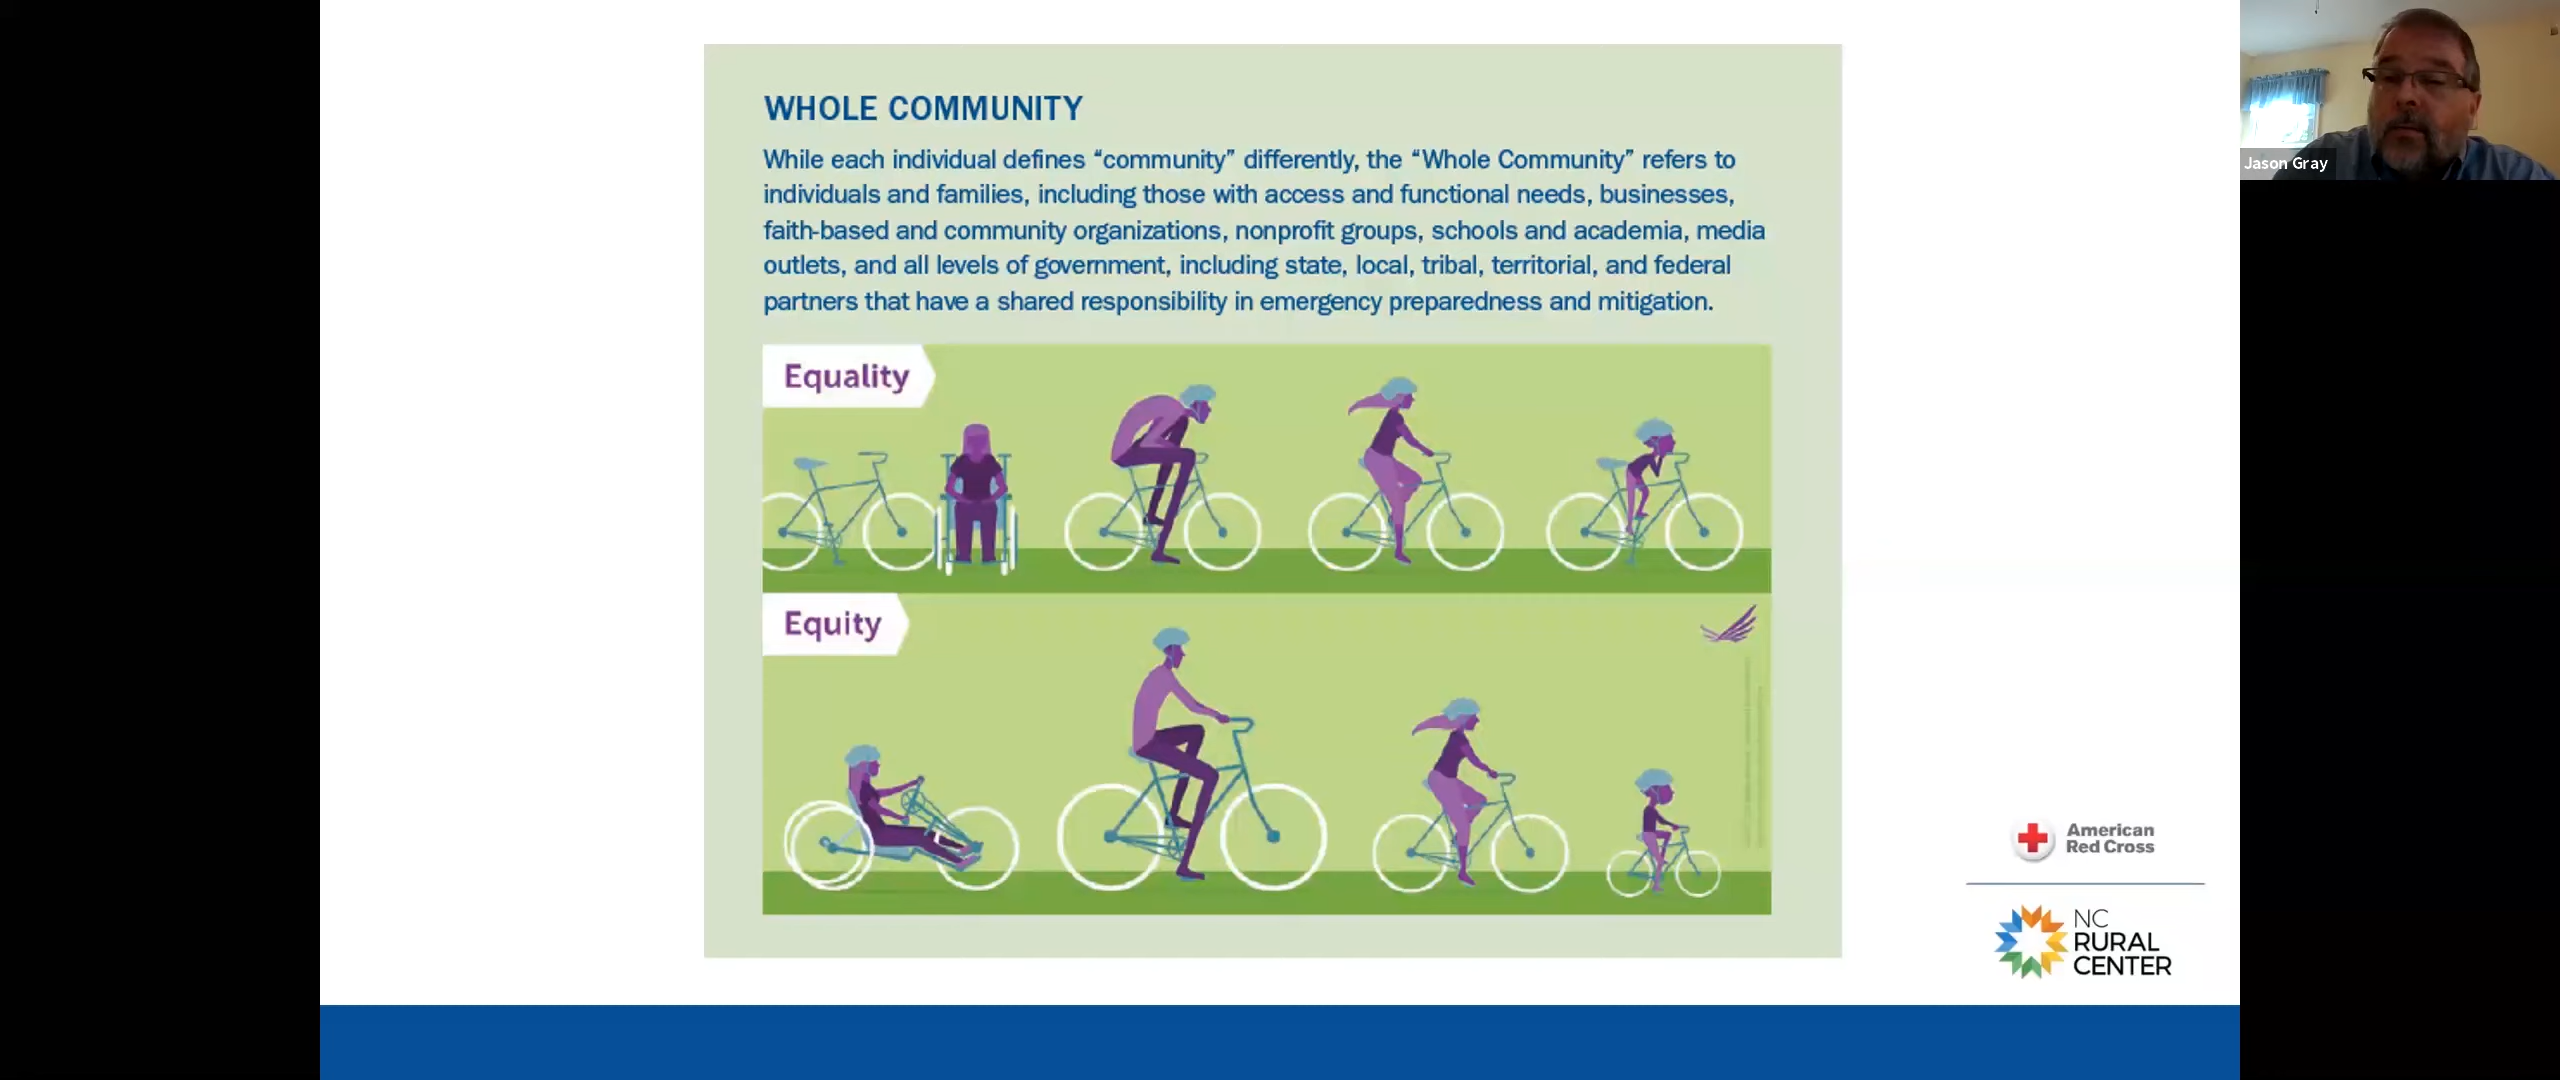 WHOLE COMMUNITY
While each individual defines “community” differently, the “Whole Community” refers to
individuals and families, including those with access and functional needs, businesses,
faith-based and community organizations, nonprofit groups, schools and academia, media
outlets, and all levels of government, including state, local, tribal, territorial, and federal
partners that have a shared responsibility in emergency preparedness and mitigation.
Equality
Equity
American
Red Cross
NC
RURAL
CENTER
Jason Gray